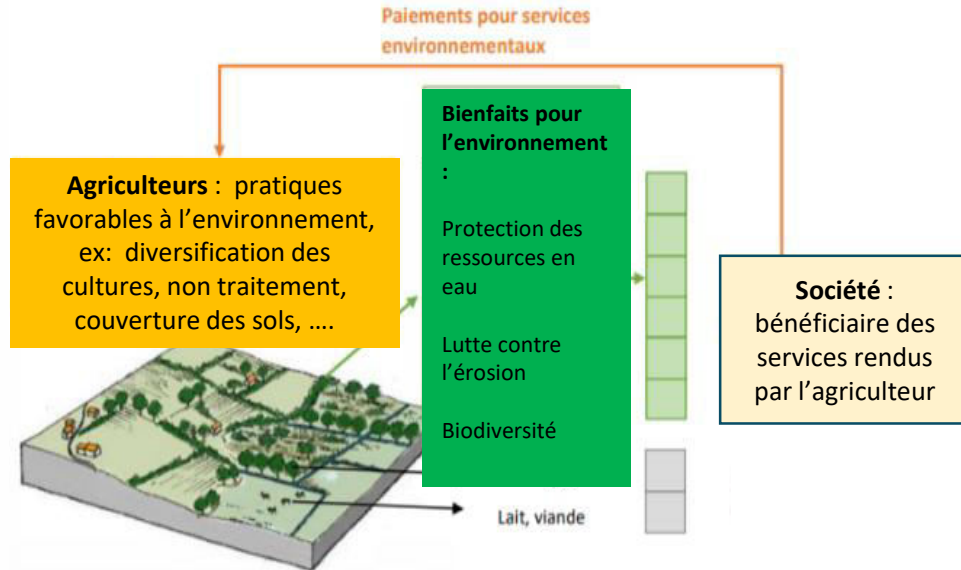 Paiements pour services
environnementaux
Bienfaits pour
l’environnement
:
Protection des
ressources en
eau
Lutte contre
l’érosion
Biodiversité
Agriculteurs : pratiques
favorables à l’environnement,
ex: diversification des
cultures, non traitement,
couverture des sols, ....
Société :
bénéficiaire des
services rendus
par l’agriculteur
Lait, viande